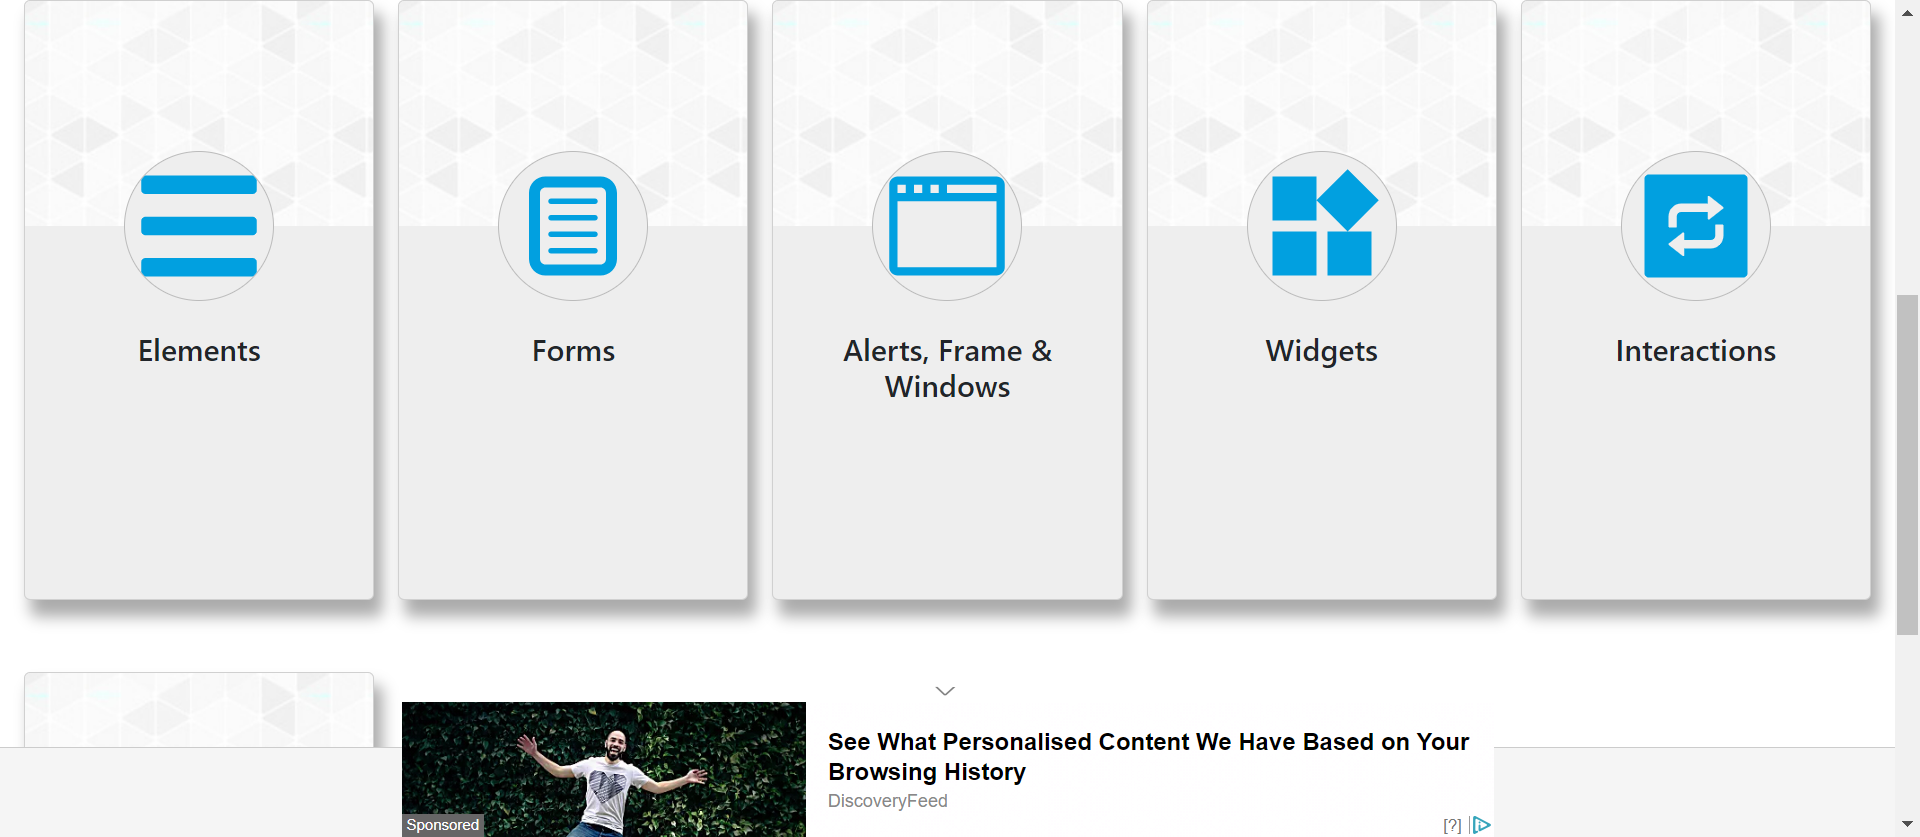 Elements
Forms
Alerts, Frame &
Windows
Widgets
Interactions
See What Personalised Content We Have Based on Your
Browsing History
DiscoveryFeed
Sponsored
[?]